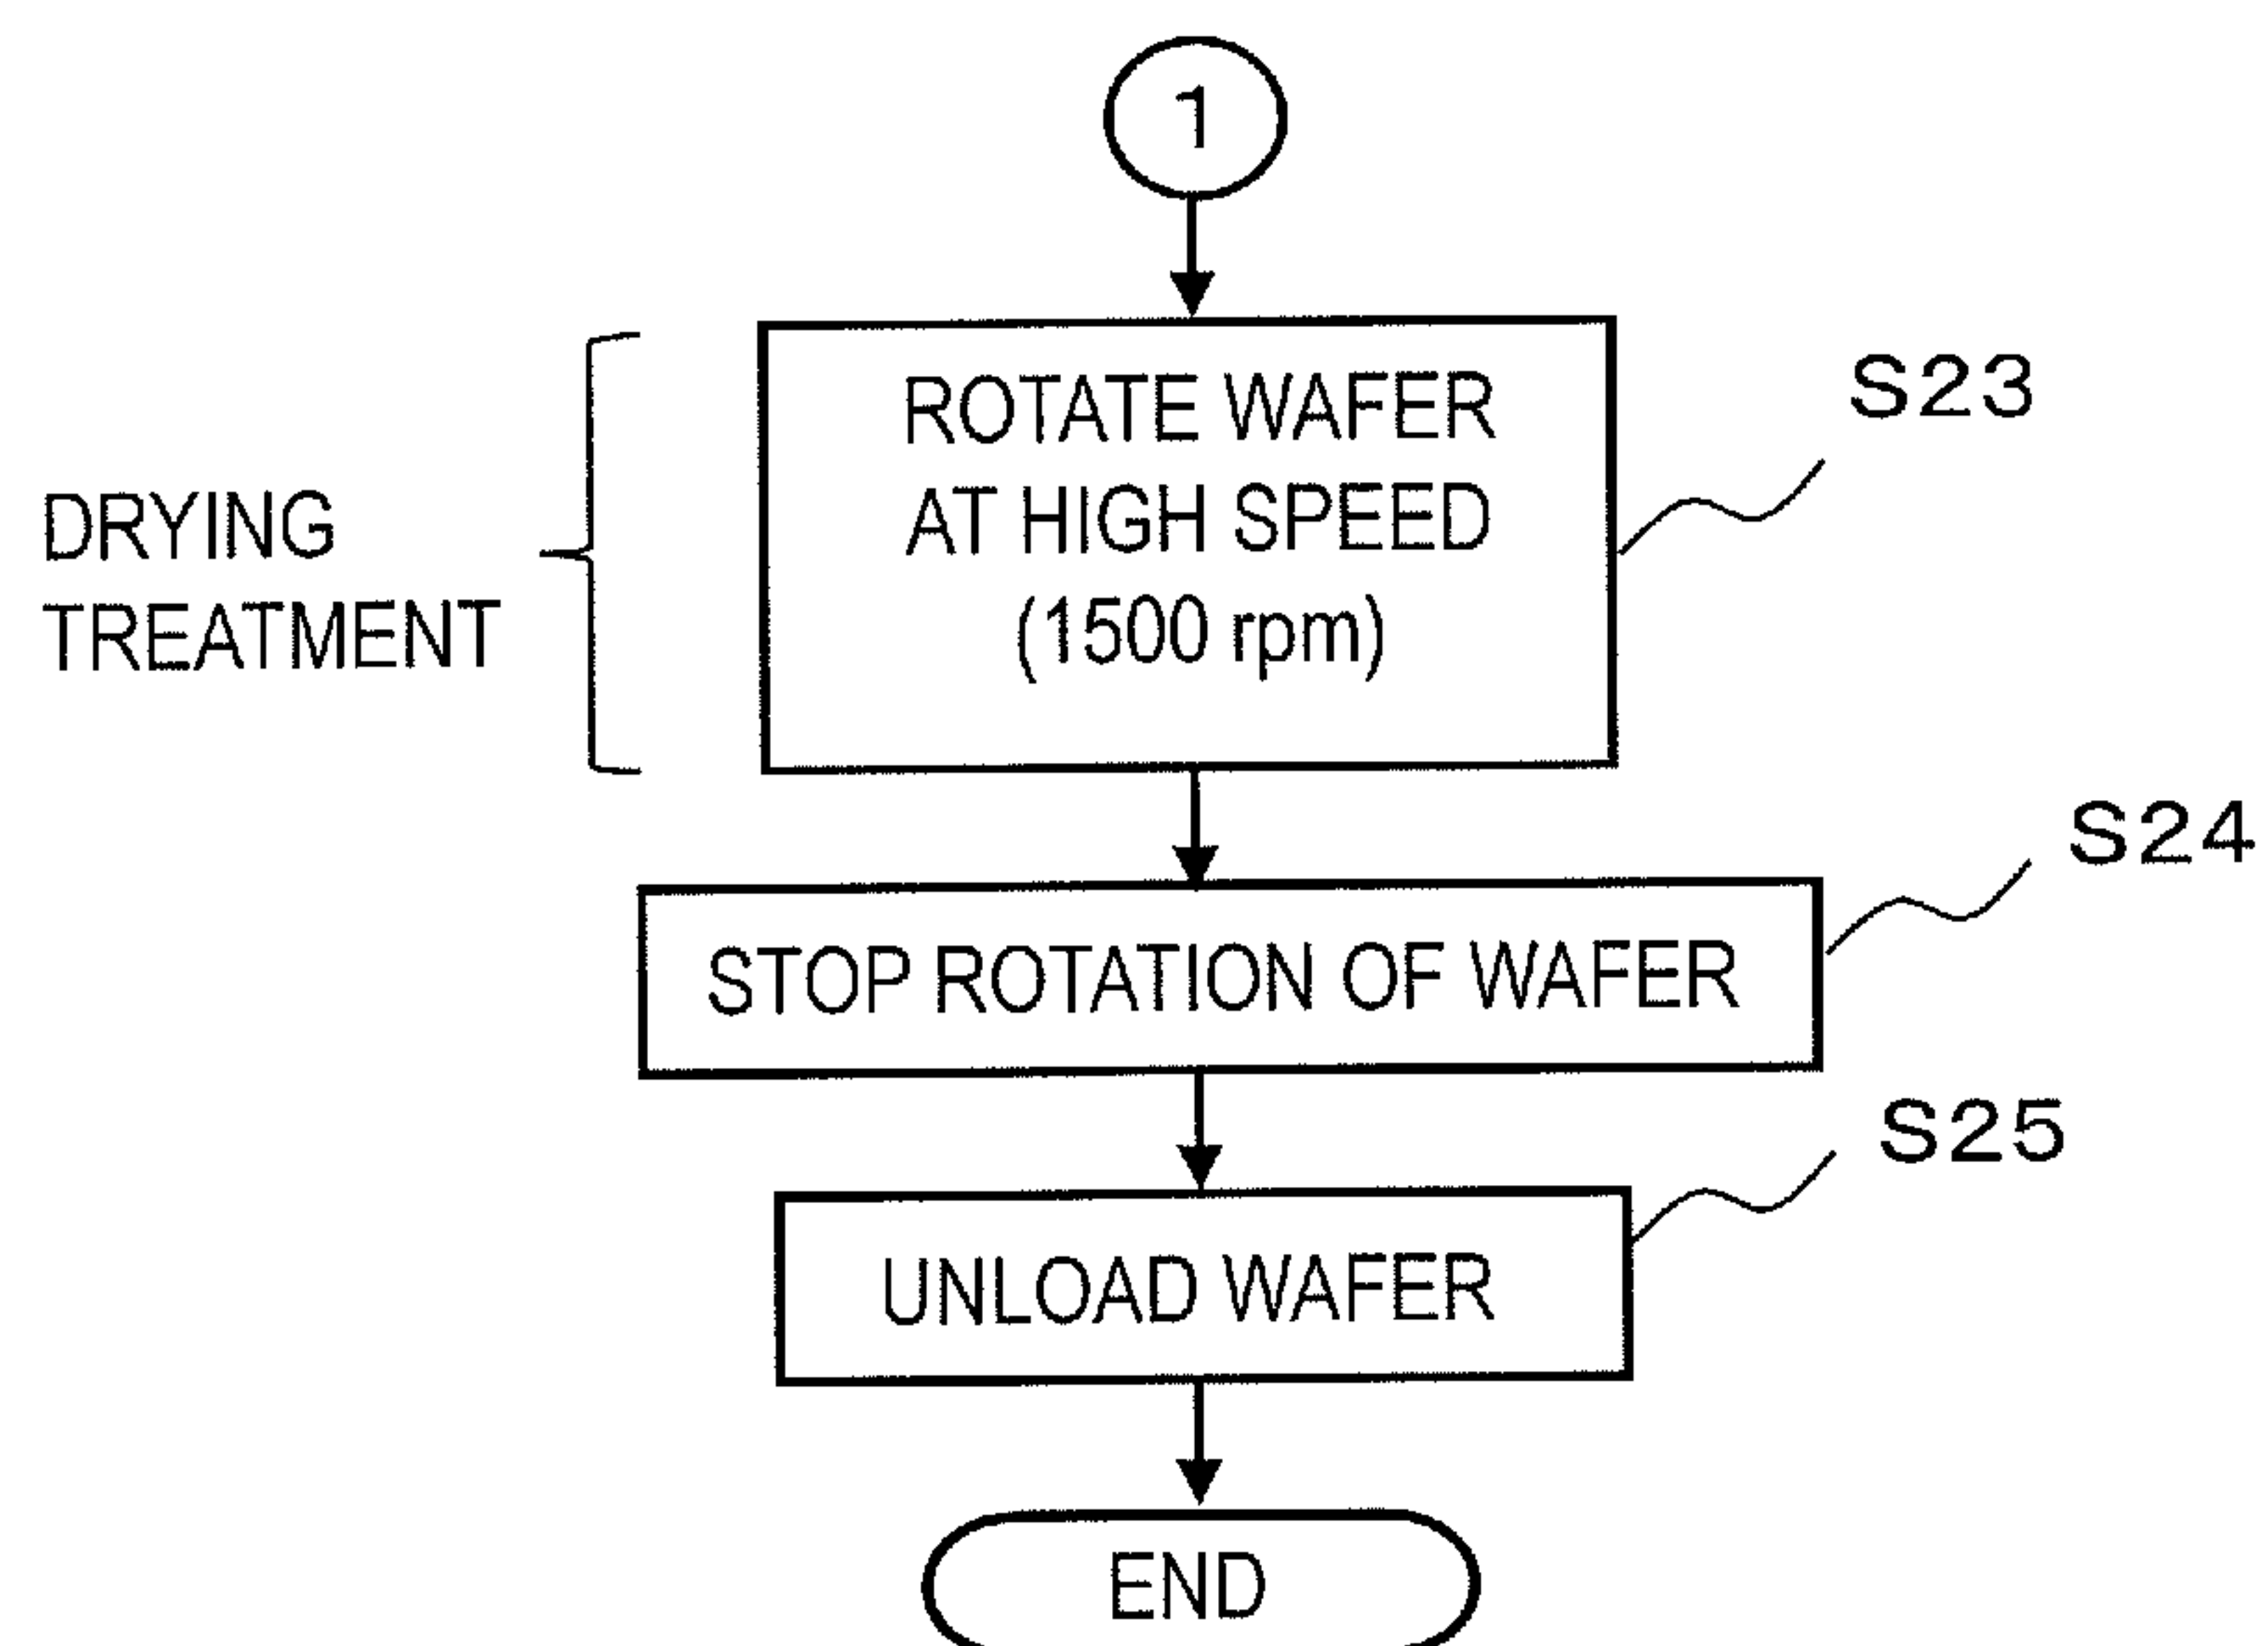 1
ROTATE WAFER
AT HIGH SPEED
(1500 rpm)
S23
DRYING
TREATMENT
S24
STOP ROTATION OF WAFER
S25
UNLOAD WAFER
END